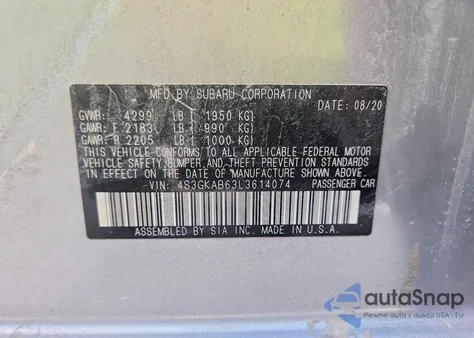 MFD BY SUBARU CORPORATION
DATE: 08/20
GVWR: 4299 LB ( 1950 KG)
GAWR: F 2183 LB ( 990 KG)
GAWR: R 2205 LB ( 1000 KG)
THIS VEHICLE CONFORMS TO ALL APPLICABLE FEDERAL MOTOR
VEHICLE SAFETY, BUMPER, AND THEFT PREVENTION STANDARDS
IN EFFECT ON THE DATE OF MANUFACTURE SHOWN ABOVE.
VIN: 4S3GKAB63L3614074 PASSENGER CAR
ASSEMBLED BY SIA INC. MADE IN U.S.A.
autoSnap
Pewne auta z aukcji USA i EU